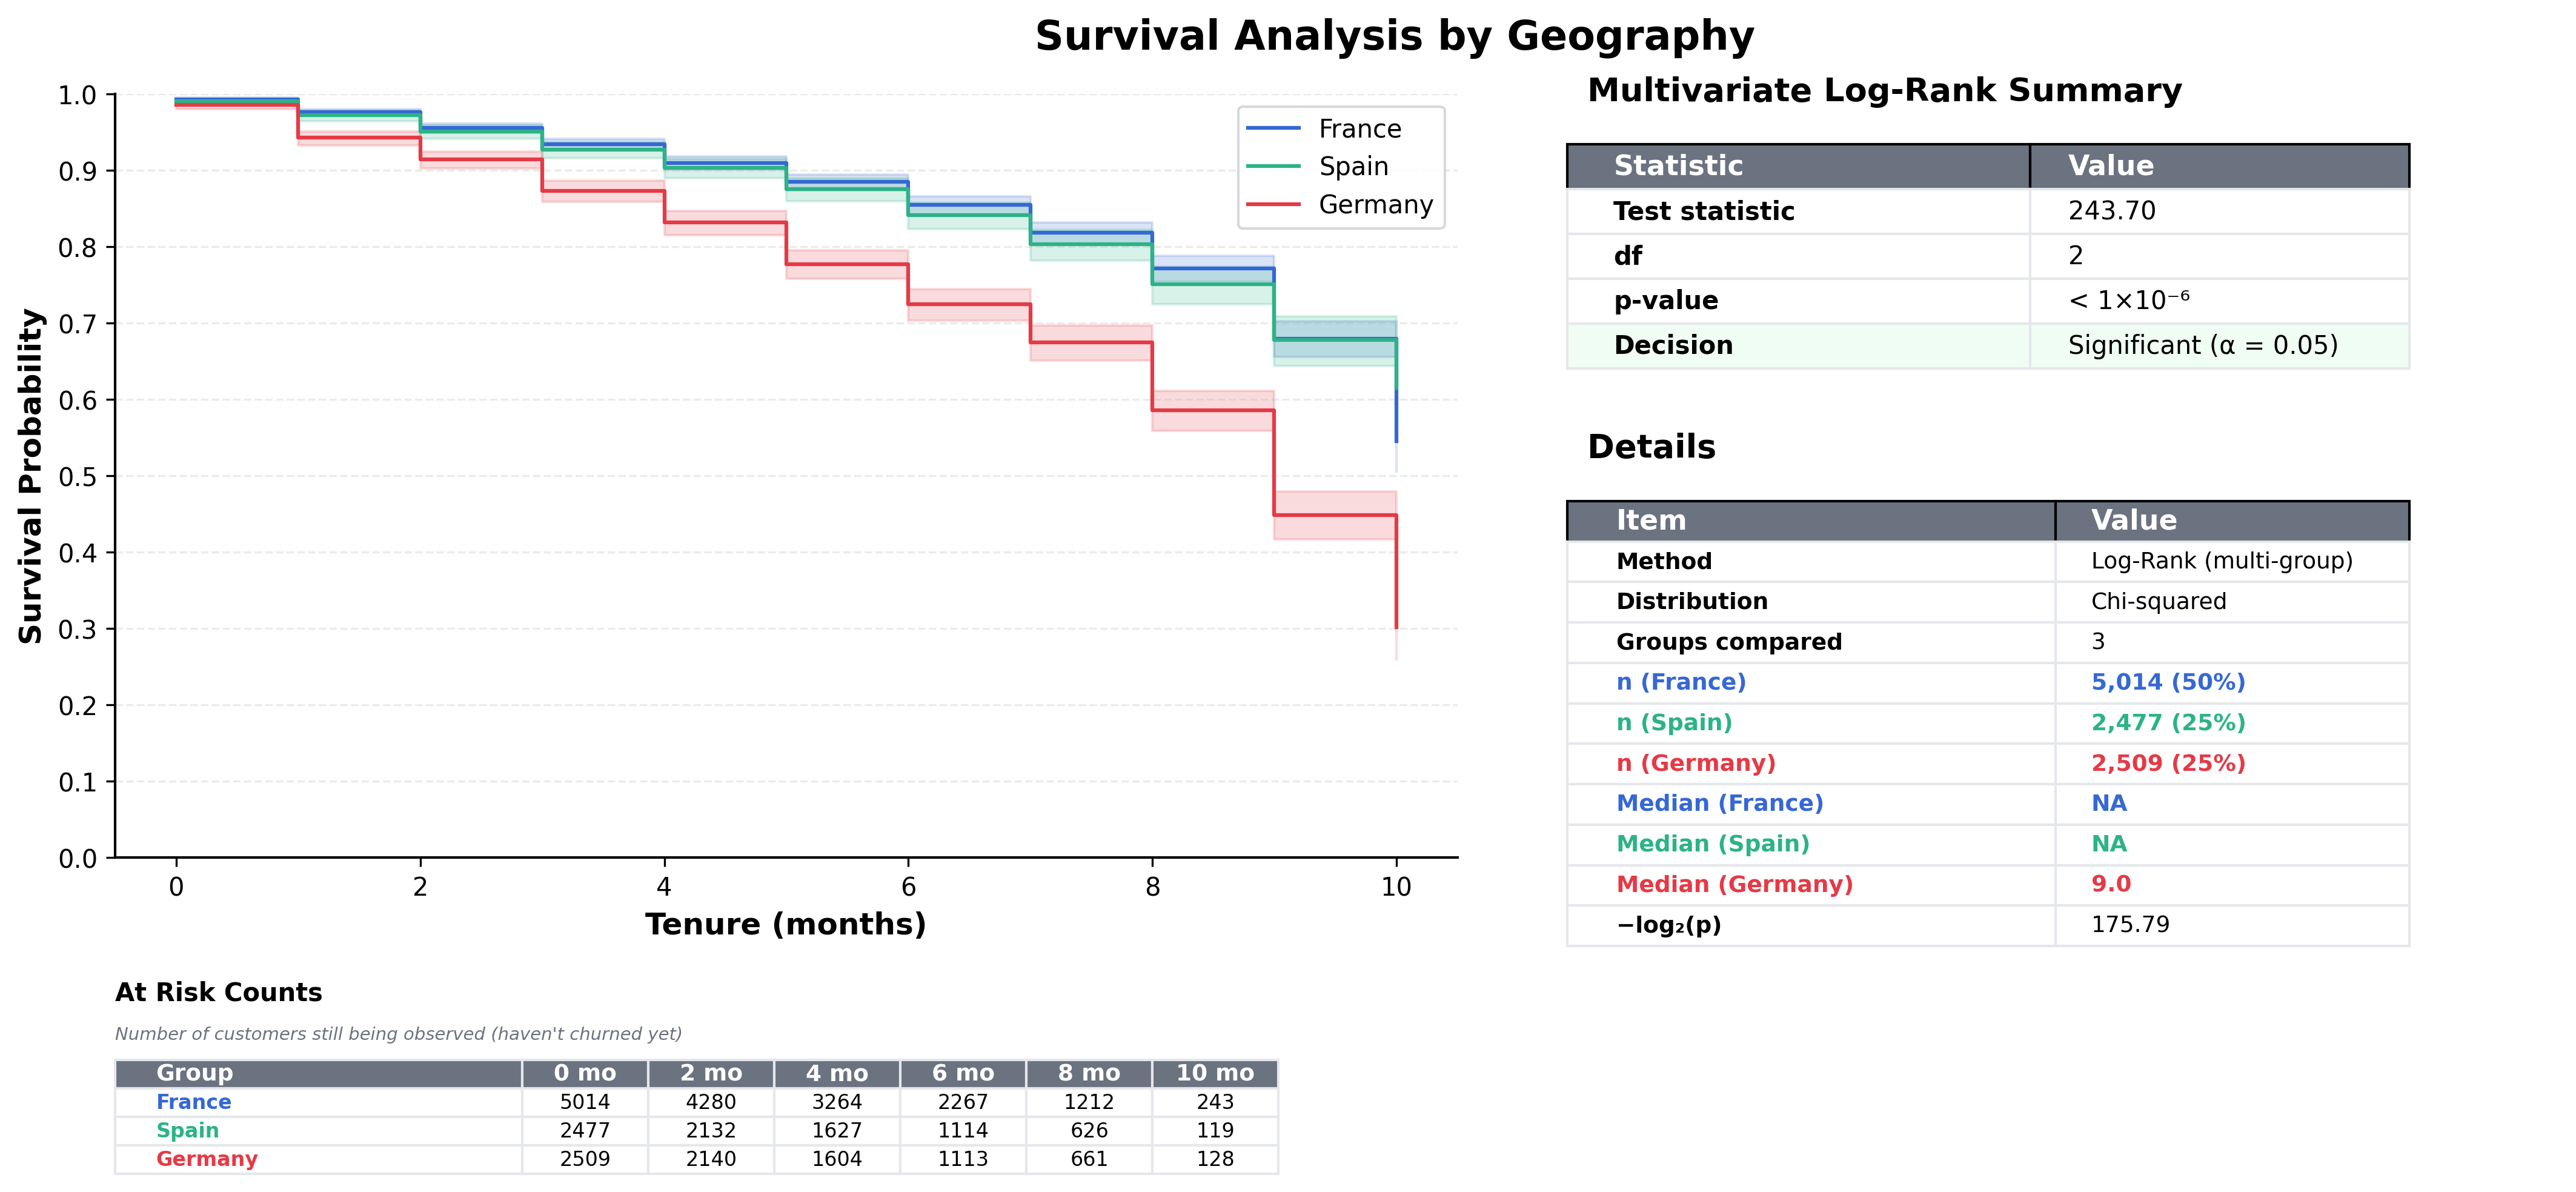 Survival Analysis by Geography
Survival Probability
1.0
0.9
0.8
0.7
0.6
0.5
0.4
0.3
0.2
0.1
0.0
0 2 4 6 8 10
Tenure (months)
France
Spain
Germany
Multivariate Log-Rank Summary
Statistic Value
Test statistic 243.70
df 2
p-value < 1×10⁻⁶
Decision Significant (α = 0.05)
Details
Item Value
Method Log-Rank (multi-group)
Distribution Chi-squared
Groups compared 3
n (France) 5,014 (50%)
n (Spain) 2,477 (25%)
n (Germany) 2,509 (25%)
Median (France) NA
Median (Spain) NA
Median (Germany) 9.0
−log₂(p) 175.79
At Risk Counts
Number of customers still being observed (haven't churned yet)
Group 0 mo 2 mo 4 mo 6 mo 8 mo 10 mo
France 5014 4280 3264 2267 1212 243
Spain 2477 2132 1627 1114 626 119
Germany 2509 2140 1604 1113 661 128